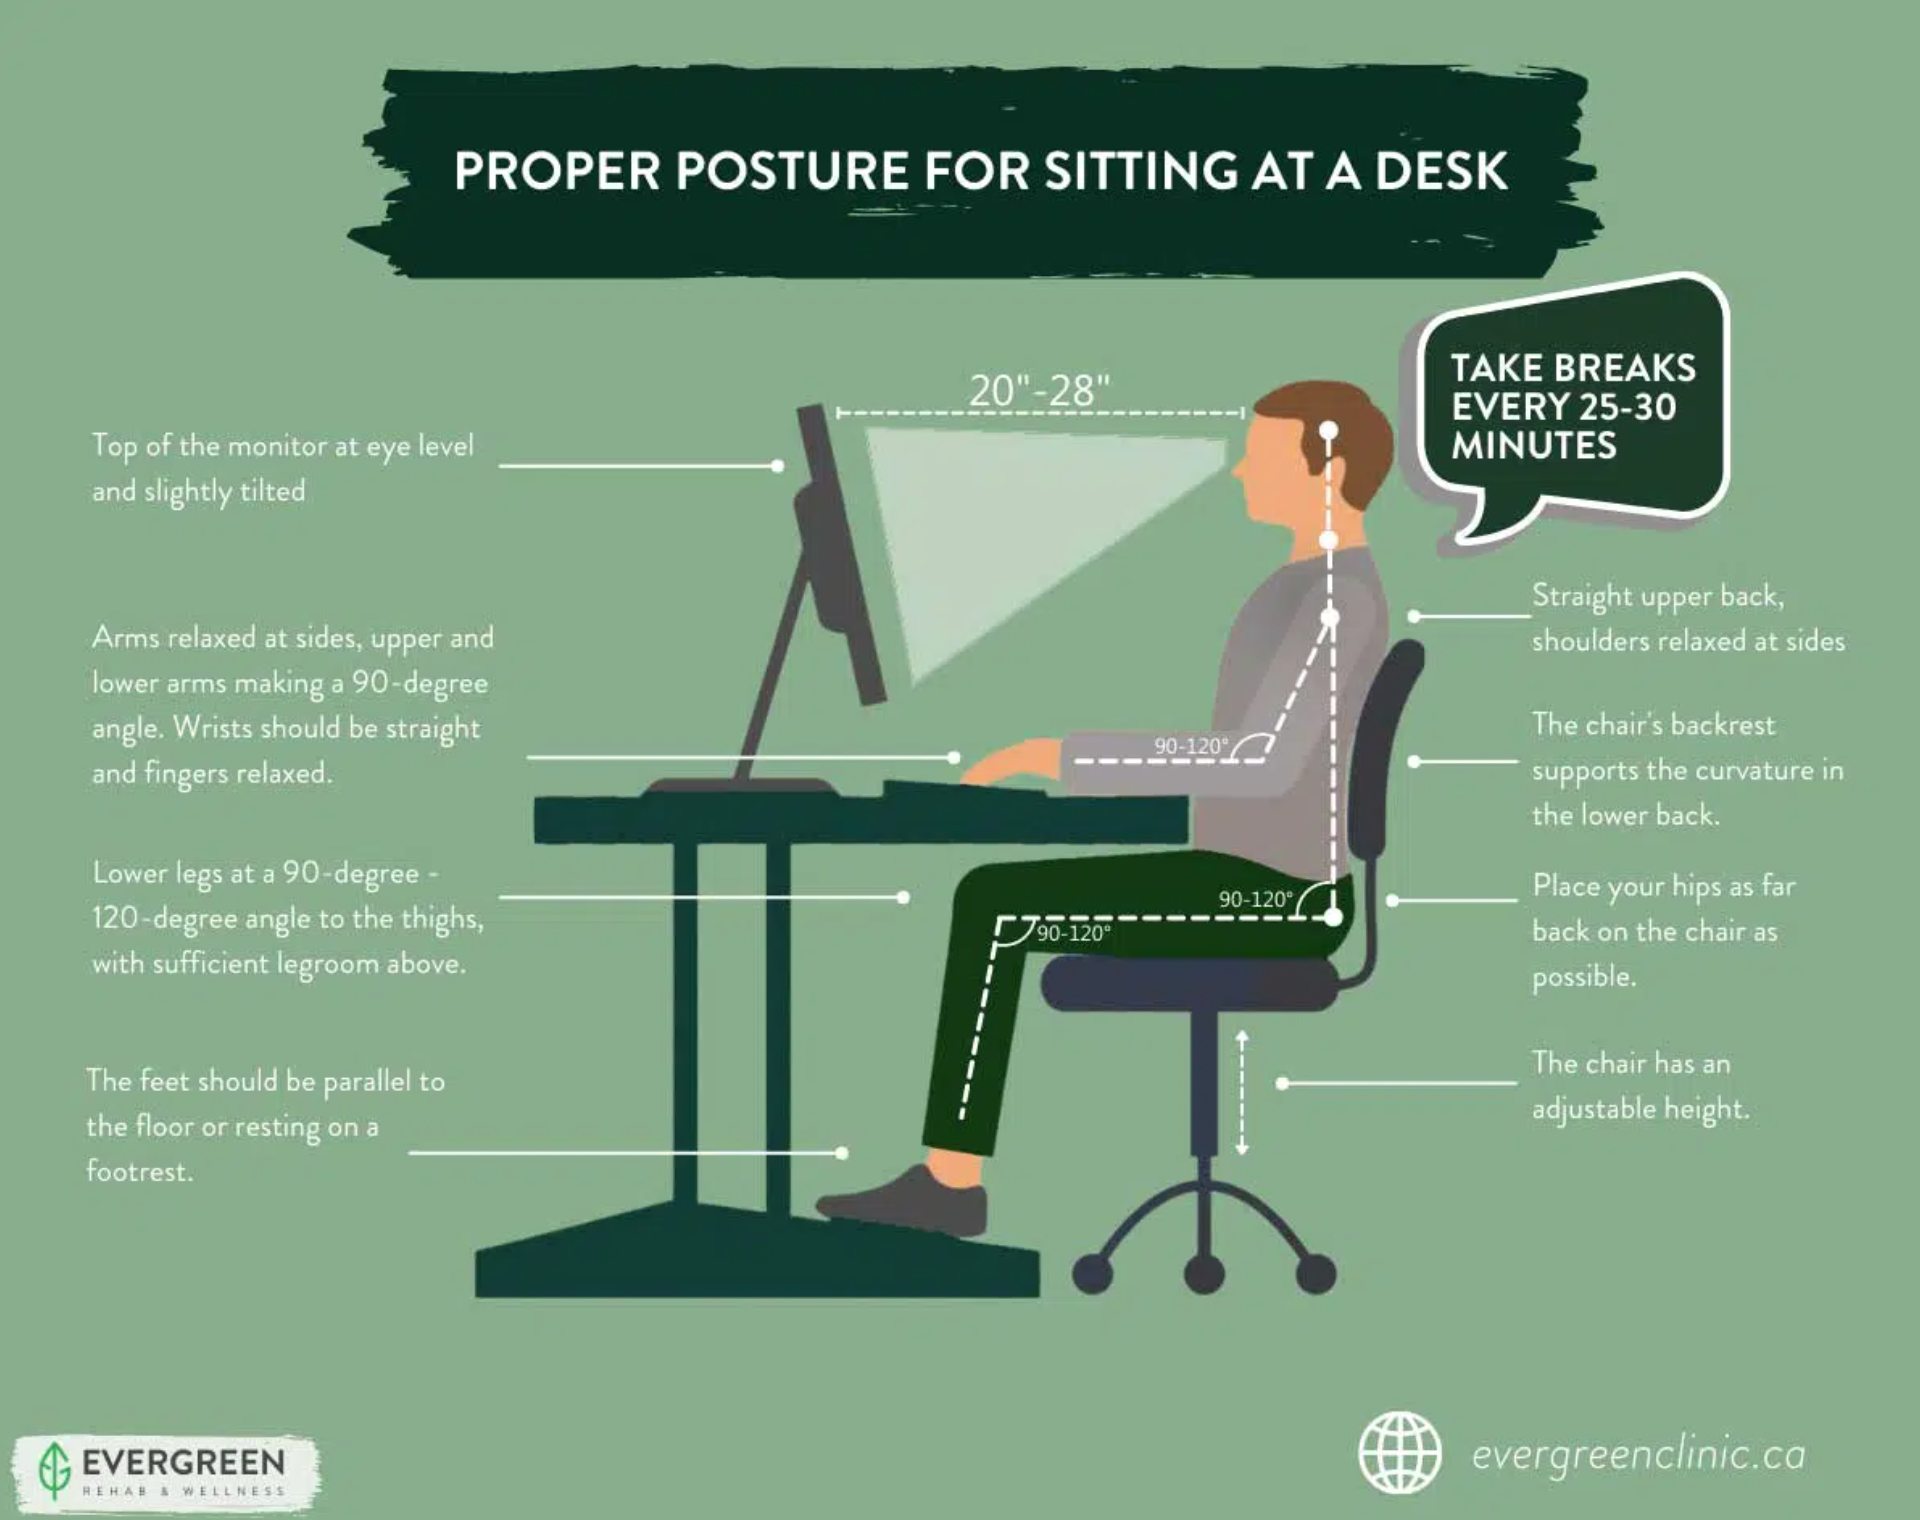 PROPER POSTURE FOR SITTING AT A DESK
TAKE BREAKS
EVERY 25-30
MINUTES
20"-28"
Top of the monitor at eye level
and slightly tilted
Arms relaxed at sides, upper and
lower arms making a 90-degree
angle. Wrists should be straight
and fingers relaxed.
Lower legs at a 90-degree -
120-degree angle to the thighs,
with sufficient legroom above.
The feet should be parallel to
the floor or resting on a
footrest.
90-120°
90-120°
90-120°
Straight upper back,
shoulders relaxed at sides
The chair's backrest
supports the curvature in
the lower back.
Place your hips as far
back on the chair as
possible.
The chair has an
adjustable height.
EVERGREEN
REHAB & WELLNESS
evergreenclinic.ca